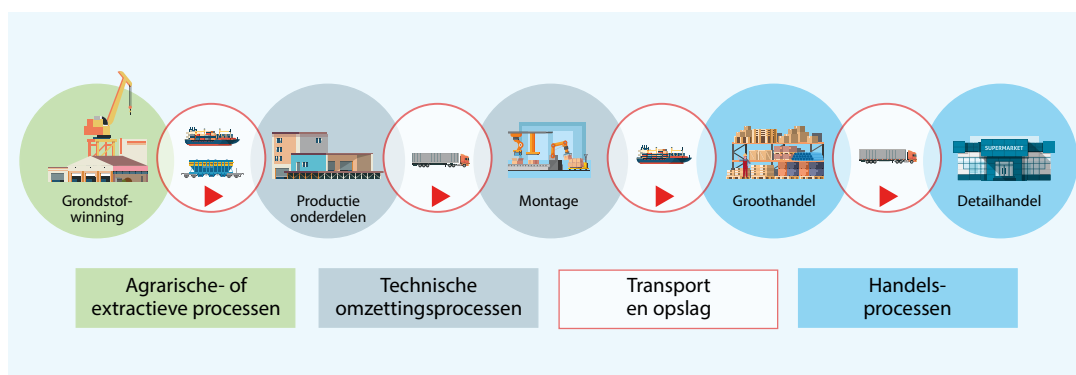 SUPERMARKET
Grondstof-
winning
Productie
onderdelen
Montage
Groothandel
Detailhandel
Agrarische- of
extractieve processen
Technische
omzettingsprocessen
Transport
en opslag
Handels-
processen